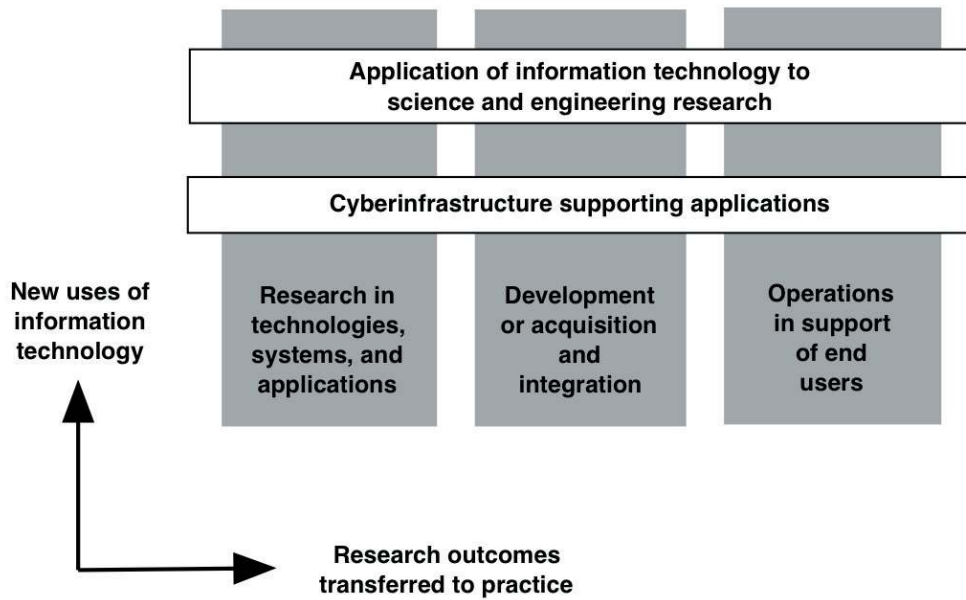 Application of information technology to
science and engineering research
Cyberinfrastructure supporting applications
New uses of
information
technology
Research in
technologies,
systems, and
applications
Development
or acquisition
and
integration
Operations
in support
of end
users
Research outcomes
transferred to practice